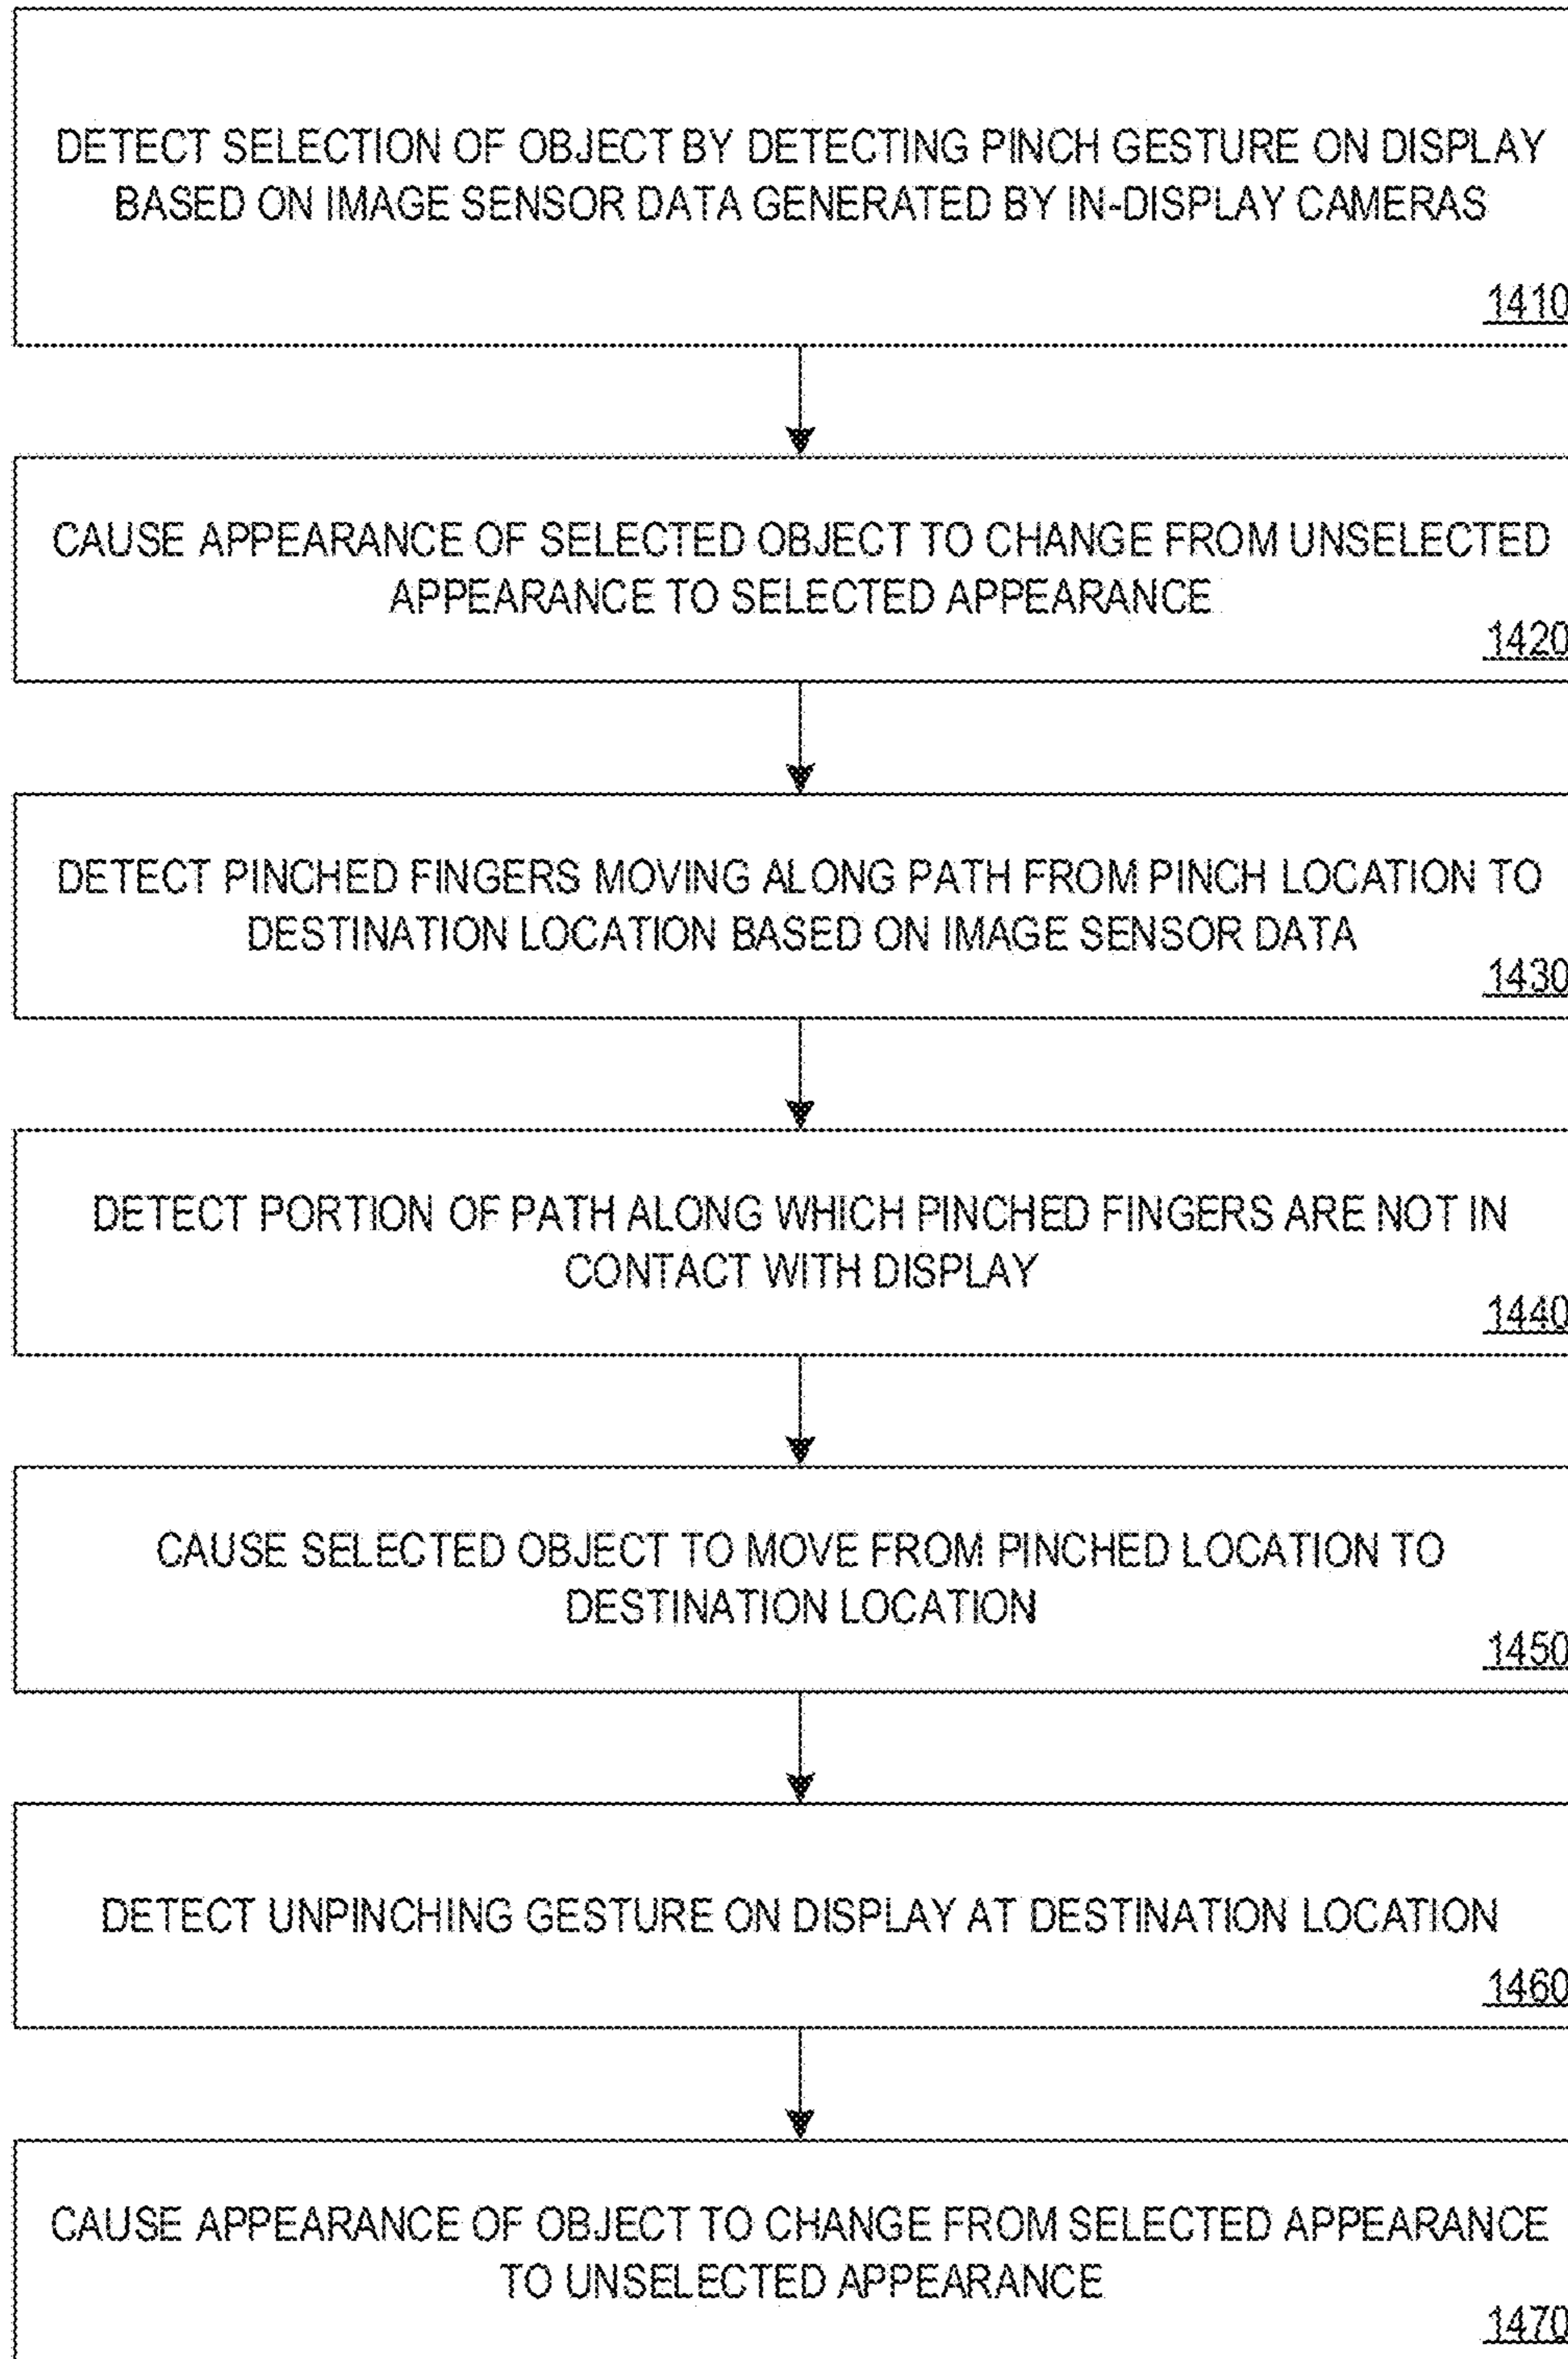 DETECT SELECTION OF OBJECT BY DETECTING PINCH GESTURE ON DISPLAY
BASED ON IMAGE SENSOR DATA GENERATED BY IN-DISPLAY CAMERAS
1410
CAUSE APPEARANCE OF SELECTED OBJECT TO CHANGE FROM UNSELECTED
APPEARANCE TO SELECTED APPEARANCE
1420
DETECT PINCHED FINGERS MOVING ALONG PATH FROM PINCH LOCATION TO
DESTINATION LOCATION BASED ON IMAGE SENSOR DATA
1430
DETECT PORTION OF PATH ALONG WHICH PINCHED FINGERS ARE NOT IN
CONTACT WITH DISPLAY
1440
CAUSE SELECTED OBJECT TO MOVE FROM PINCHED LOCATION TO
DESTINATION LOCATION
1450
DETECT UNPINCHING GESTURE ON DISPLAY AT DESTINATION LOCATION
1460
CAUSE APPEARANCE OF OBJECT TO CHANGE FROM SELECTED APPEARANCE
TO UNSELECTED APPEARANCE
1470